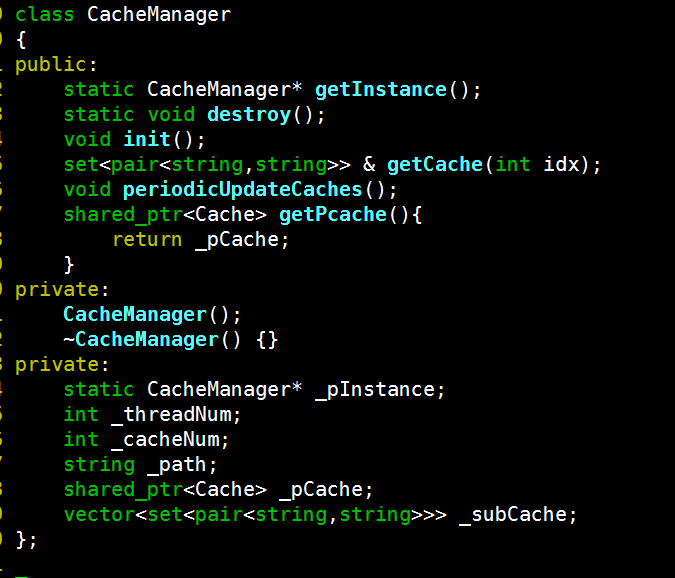 class CacheManager
{
public:
    static CacheManager* getInstance();
    static void destroy();
    void init();
    set<pair<string,string>> & getCache(int idx);
    void periodicUpdateCaches();
    shared_ptr<Cache> getPcache(){
        return _pCache;
    }
private:
    CacheManager();
    ~CacheManager() {}
private:
    static CacheManager* _pInstance;
    int _threadNum;
    int _cacheNum;
    string _path;
    shared_ptr<Cache> _pCache;
    vector<set<pair<string,string>>> _subCache;
};